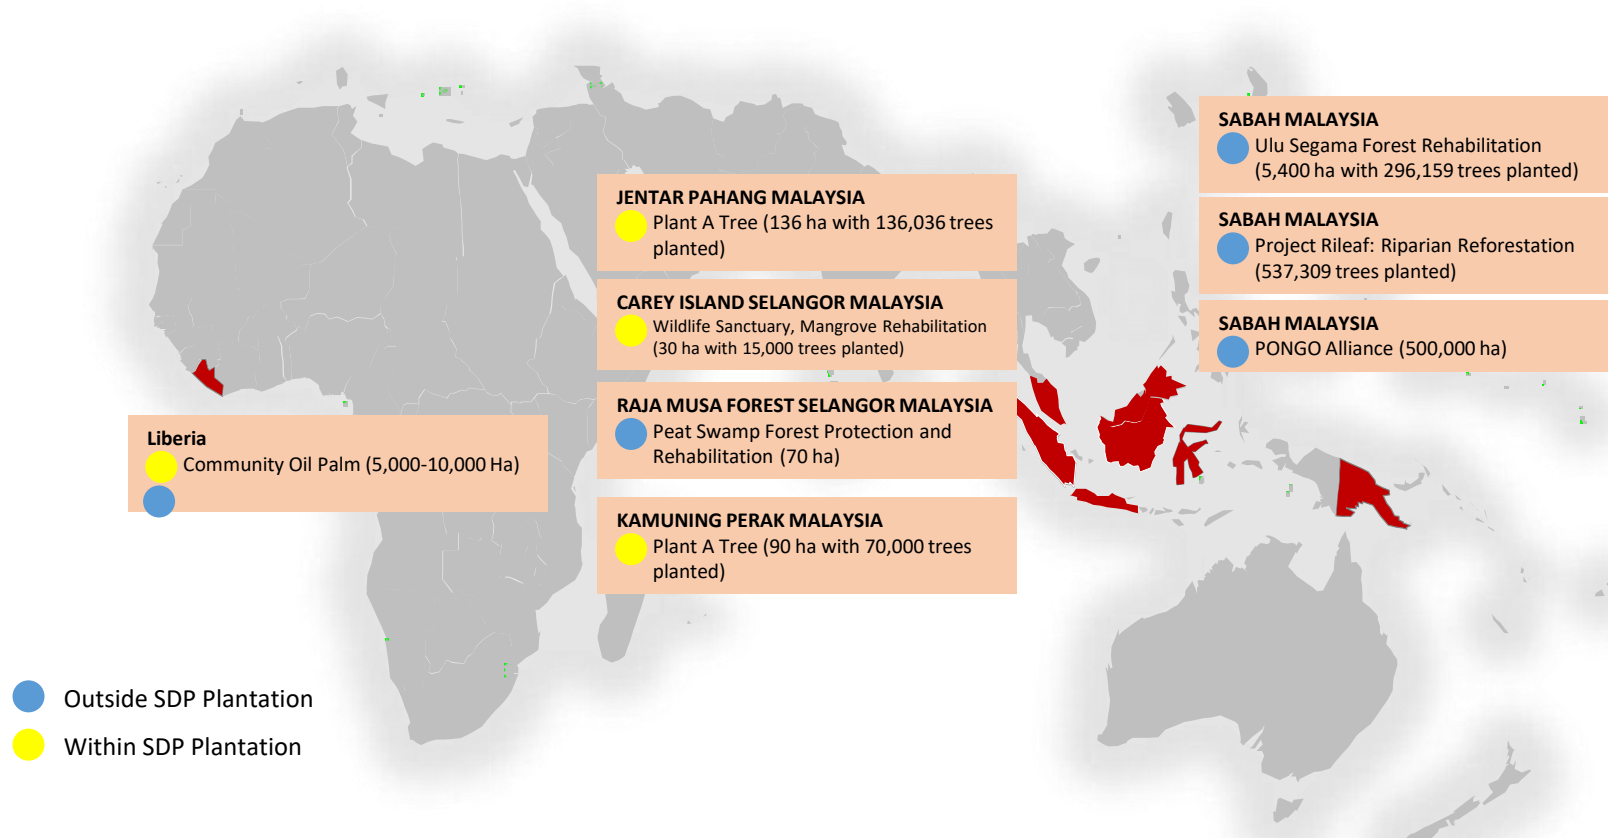 SABAH MALAYSIA
Ulu Segama Forest Rehabilitation
(5,400 ha with 296,159 trees planted)
JENTAR PAHANG MALAYSIA
Plant A Tree (136 ha with 136,036 trees
planted)
SABAH MALAYSIA
Project Rileaf: Riparian Reforestation
(537,309 trees planted)
CAREY ISLAND SELANGOR MALAYSIA
Wildlife Sanctuary, Mangrove Rehabilitation
(30 ha with 15,000 trees planted)
SABAH MALAYSIA
PONGO Alliance (500,000 ha)
RAJA MUSA FOREST SELANGOR MALAYSIA
Peat Swamp Forest Protection and
Rehabilitation (70 ha)
Liberia
Community Oil Palm (5,000-10,000 Ha)
KAMUNING PERAK MALAYSIA
Plant A Tree (90 ha with 70,000 trees
planted)
Outside SDP Plantation
Within SDP Plantation